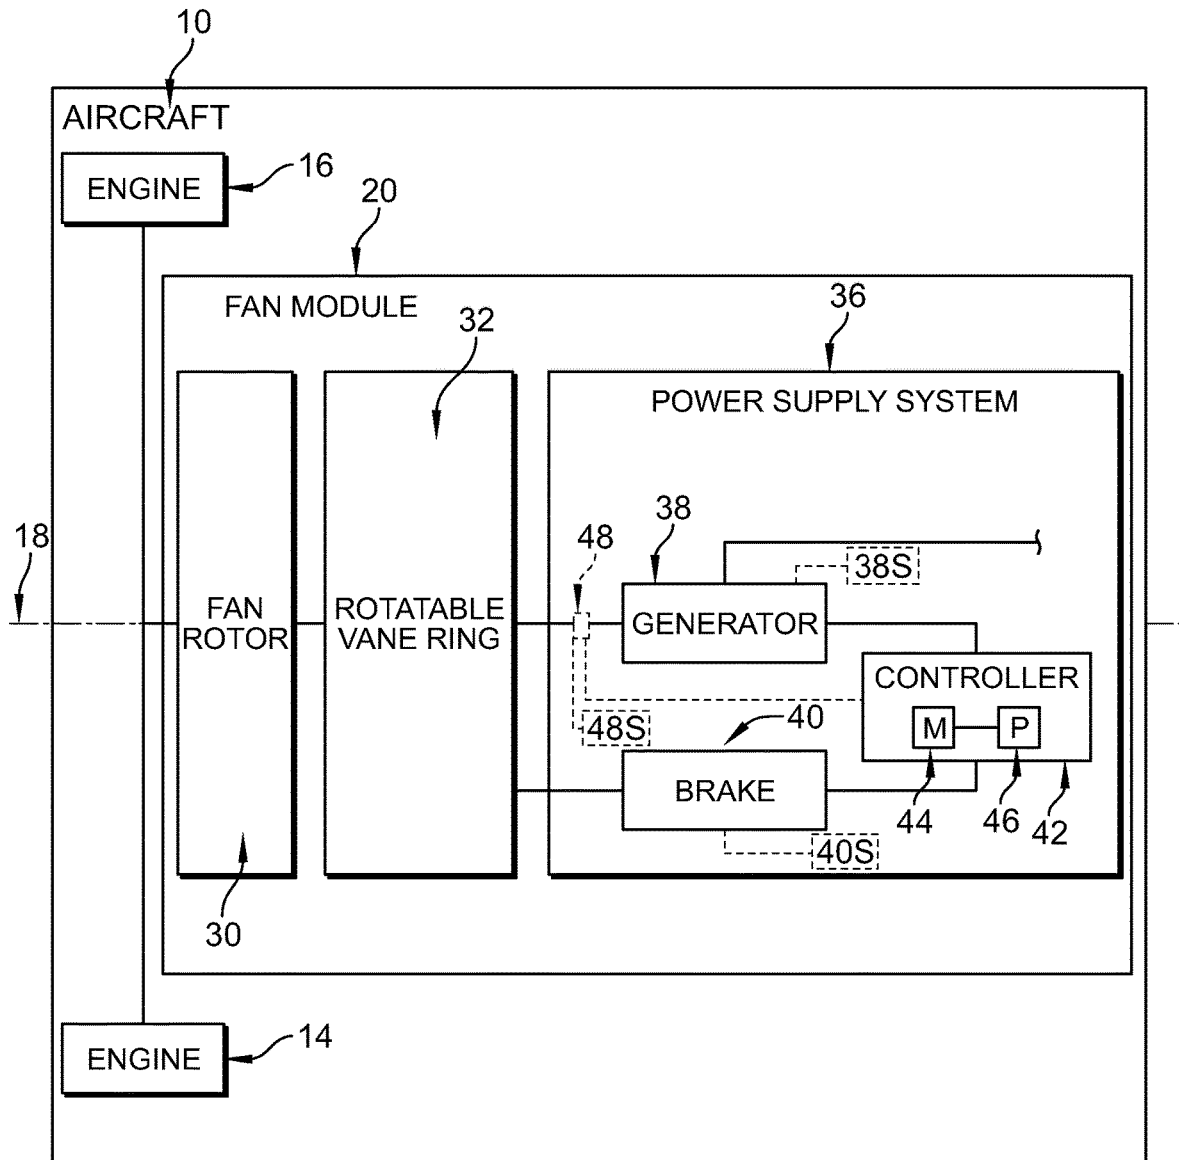 10
AIRCRAFT
ENGINE
16
20
FAN MODULE
32
36
POWER SUPPLY SYSTEM
18
48
38
38S
FAN
ROTOR
ROTATABLE
VANE RING
GENERATOR
CONTROLLER
M
P
48S
40
BRAKE
44
46
42
40S
30
ENGINE
14